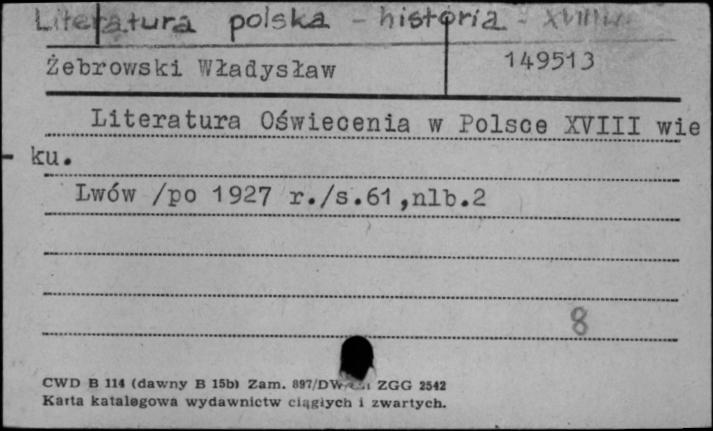 Literatura polska - historia - XVIII w.
Żebrowski Władysław 149513
Literatura Oświecenia w Polsce XVIII wie
ku.
Lwów /po 1927 r./s.61,nlb.2
8
CWD B 114 (dawny B 15b) Zam. 897/DW ZGG 2542
Karta katalogowa wydawnictw ciągłych i zwartych.